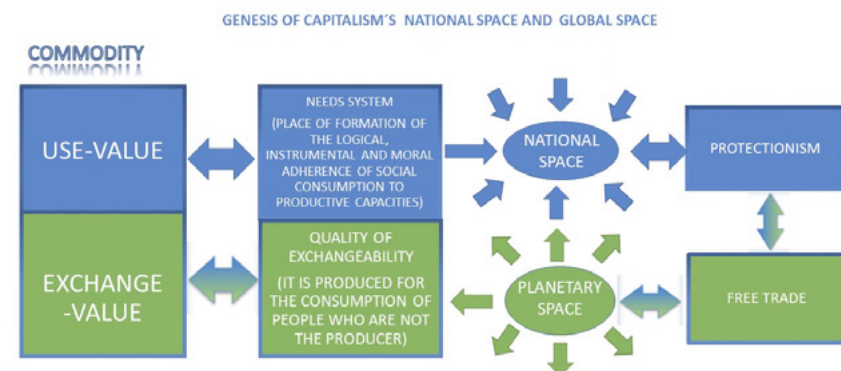 GENESIS OF CAPITALISM´S NATIONAL SPACE AND GLOBAL SPACE
COMMODITY
USE-VALUE
NEEDS SYSTEM
(PLACE OF FORMATION OF
THE LOGICAL,
INSTRUMENTAL AND MORAL
ADHERENCE OF SOCIAL
CONSUMPTION TO
PRODUCTIVE CAPACITIES)
NATIONAL
SPACE
PROTECTIONISM
EXCHANGE
-VALUE
QUALITY OF
EXCHANGEABILITY
(IT IS PRODUCED FOR
THE CONSUMPTION OF
PEOPLE WHO ARE NOT
THE PRODUCER)
PLANETARY
SPACE
FREE TRADE